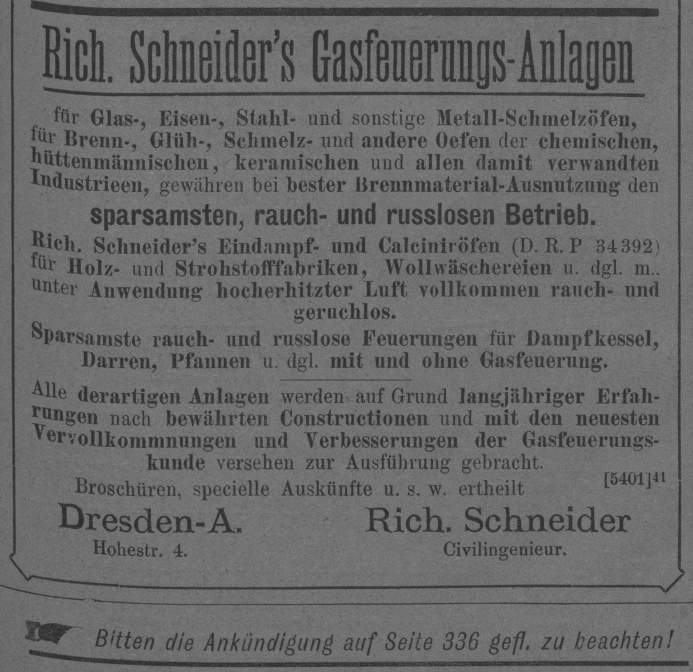 Rich. Schneider's Gasfeuerungs-Anlagen
für Glas-, Eisen-, Stahl- und sonstige Metall-Schmelzöfen,
für Brenn-, Glüh-, Schmelz- und andere Oefen der chemischen,
hüttenmännischen, keramischen und allen damit verwandten
Industrieen, gewähren bei bester Brennmaterial-Ausnutzung den
sparsamsten, rauch- und russlosen Betrieb.
Rich. Schneider's Eindampf- und Calciniröfen (D. R. P 34392)
für Holz- und Strohstofffabriken, Wollwäschereien u. dgl. m..
unter Anwendung hocherhitzter Luft vollkommen rauch- und
geruchlos.
Sparsamste rauch- und russlose Feuerungen für Dampfkessel,
Darren, Pfannen u. dgl. mit und ohne Gasfeuerung.
Alle derartigen Anlagen werden auf Grund langjähriger Erfah-
rungen nach bewährten Constructionen und mit den neuesten
Vervollkommnungen und Verbesserungen der Gasfeuerungs-
kunde versehen zur Ausführung gebracht.
Broschüren, specielle Auskünfte u. s. w. ertheilt [5401]41
Dresden-A. Rich. Schneider
Hohestr. 4. Civilingenieur.
Bitten die Ankündigung auf Seite 336 gefl. zu beachten!